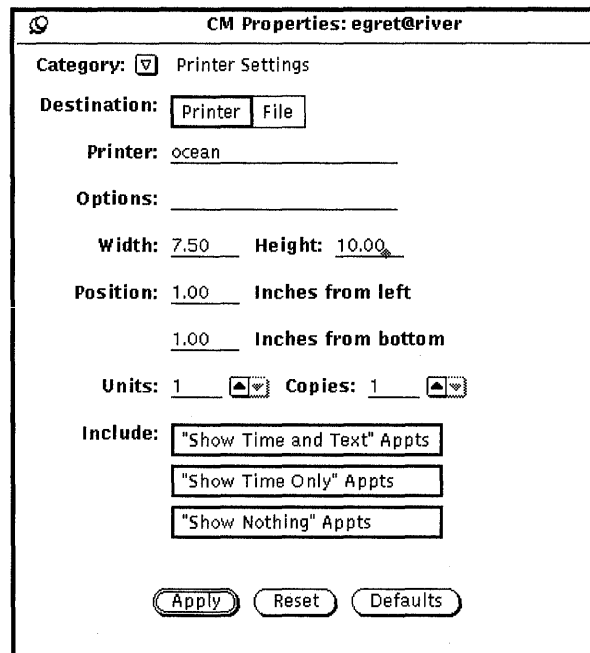 CM Properties: egret@river
Category: Printer Settings
Destination: Printer File
Printer: ocean
Options:
Width: 7.50 Height: 10.00
Position: 1.00 Inches from left
1.00 Inches from bottom
Units: 1 Copies: 1
Include: "Show Time and Text" Appts
"Show Time Only" Appts
"Show Nothing" Appts
Apply Reset Defaults